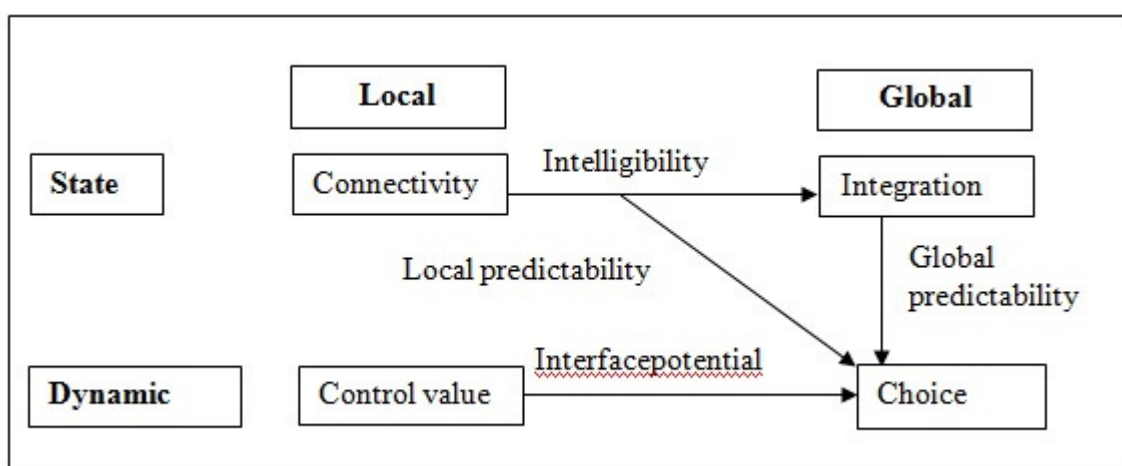 Local
Global
State
Connectivity
Intelligibility
Integration
Local predictability
Global
predictability
Dynamic
Control value
Interfacepotential
Choice